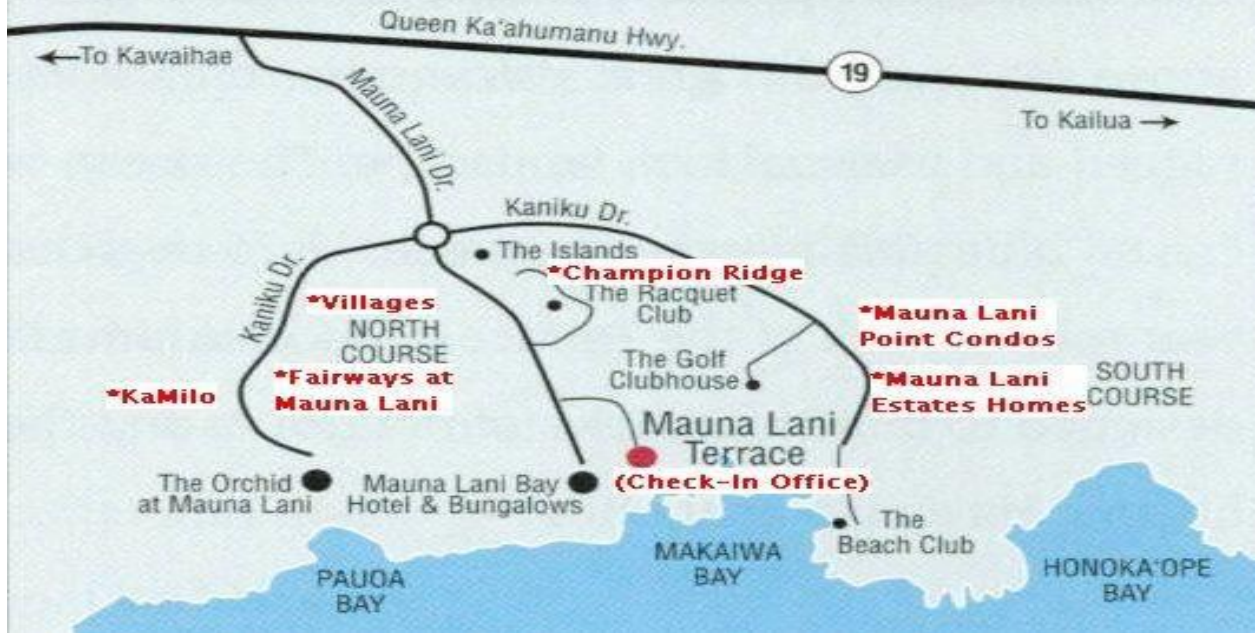 Queen Ka'ahumanu Hwy.
←To Kawaihae
19
To Kailua →
Mauna Lani Dr.
Kaniku Dr.
Kaniku Dr.
The Islands
*Champion Ridge
The Racquet
Club
*Villages
NORTH
COURSE
*Mauna Lani
Point Condos
The Golf
Clubhouse
*Fairways at
Mauna Lani
*KaMilo
*Mauna Lani
Estates Homes
SOUTH
COURSE
Mauna Lani
Terrace
(Check-In Office)
The Orchid
at Mauna Lani
Mauna Lani Bay
Hotel & Bungalows
The
Beach Club
MAKAIWA
BAY
PAUOA
BAY
HONOKA'OPE
BAY